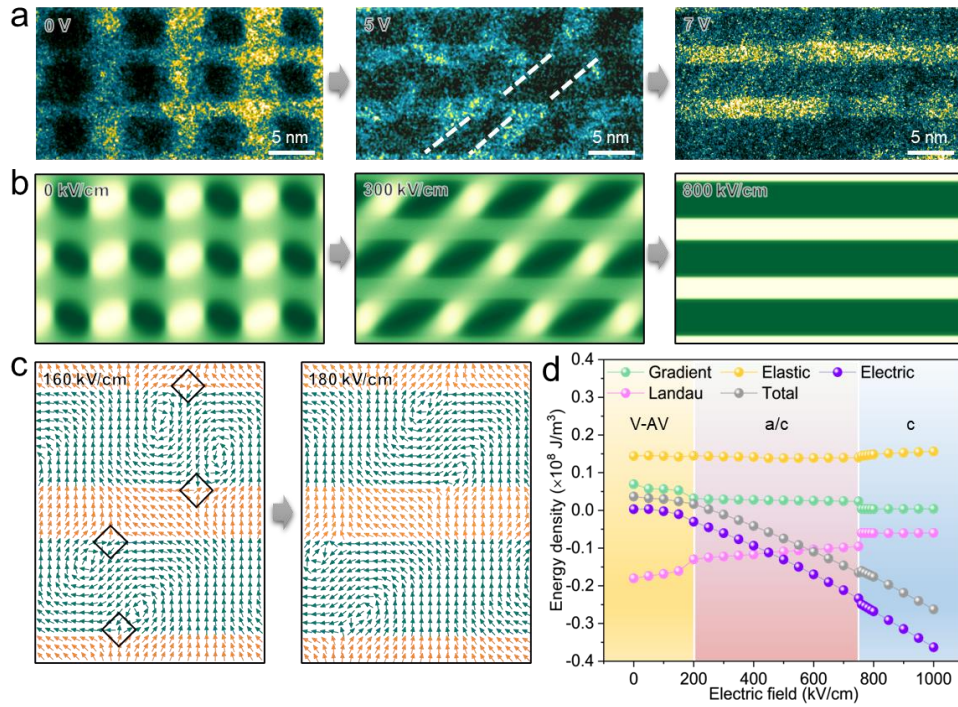 a
0 V
5 V
7 V
5 nm
5 nm
5 nm
b
0 kV/cm
300 kV/cm
800 kV/cm
c
160 kV/cm
180 kV/cm
d
Gradient
Elastic
Electric
Landau
Total
V-AV
a/c
c
Energy density (×10⁸ J/m³)
0.4
0.3
0.2
0.1
0.0
-0.1
-0.2
-0.3
-0.4
0 200 400 600 800 1000
Electric field (kV/cm)